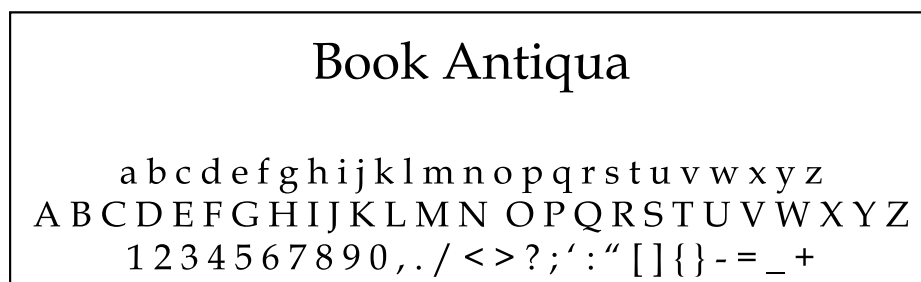 Book Antiqua
a b c d e f g h i j k l m n o p q r s t u v w x y z
A B C D E F G H I J K L M N O P Q R S T U V W X Y Z
1 2 3 4 5 6 7 8 9 0 , . / < > ? ; ‘ : “ [ ] { } - = _ +